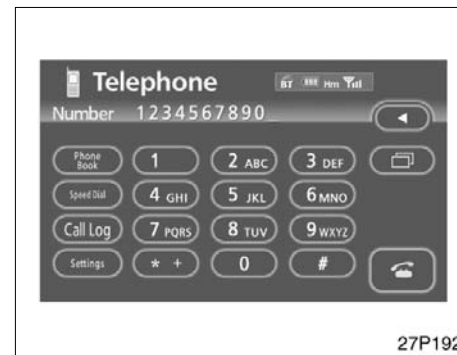 Telephone BT Hm
Number 1234567890_
Phone Book 1 2 ABC 3 DEF
Speed Dial 4 GHI 5 JKL 6 MNO
Call Log 7 PQRS 8 TUV 9 WXYZ
Settings * + 0 #
27P192